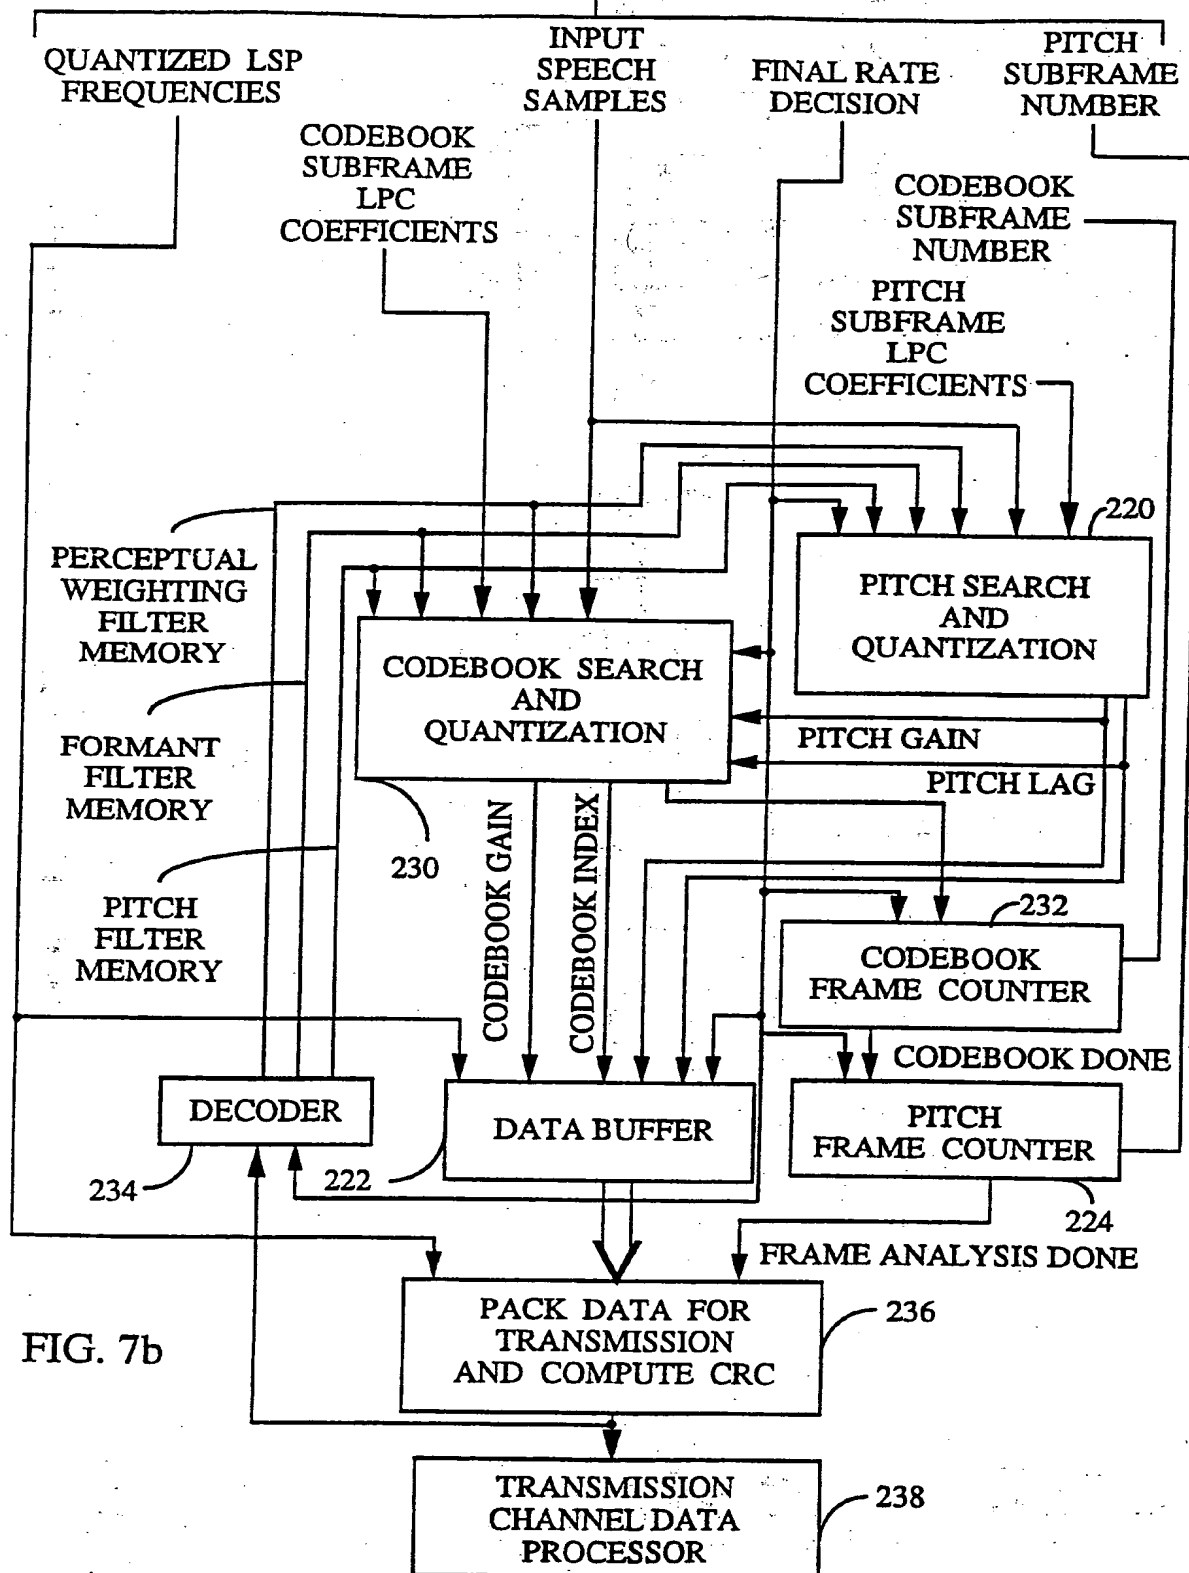 QUANTIZED LSP
FREQUENCIES
INPUT
SPEECH
SAMPLES
FINAL RATE
DECISION
PITCH
SUBFRAME
NUMBER
CODEBOOK
SUBFRAME
LPC
COEFFICIENTS
CODEBOOK
SUBFRAME
NUMBER
PITCH
SUBFRAME
LPC
COEFFICIENTS
220
PERCEPTUAL
WEIGHTING
FILTER
MEMORY
PITCH SEARCH
AND
QUANTIZATION
CODEBOOK SEARCH
AND
QUANTIZATION
FORMANT
FILTER
MEMORY
PITCH GAIN
PITCH LAG
230
CODEBOOK GAIN
CODEBOOK INDEX
PITCH
FILTER
MEMORY
232
CODEBOOK
FRAME COUNTER
CODEBOOK DONE
DECODER
DATA BUFFER
PITCH
FRAME COUNTER
234
222
224
FRAME ANALYSIS DONE
PACK DATA FOR
TRANSMISSION
AND COMPUTE CRC
236
FIG. 7b
TRANSMISSION
CHANNEL DATA
PROCESSOR
238